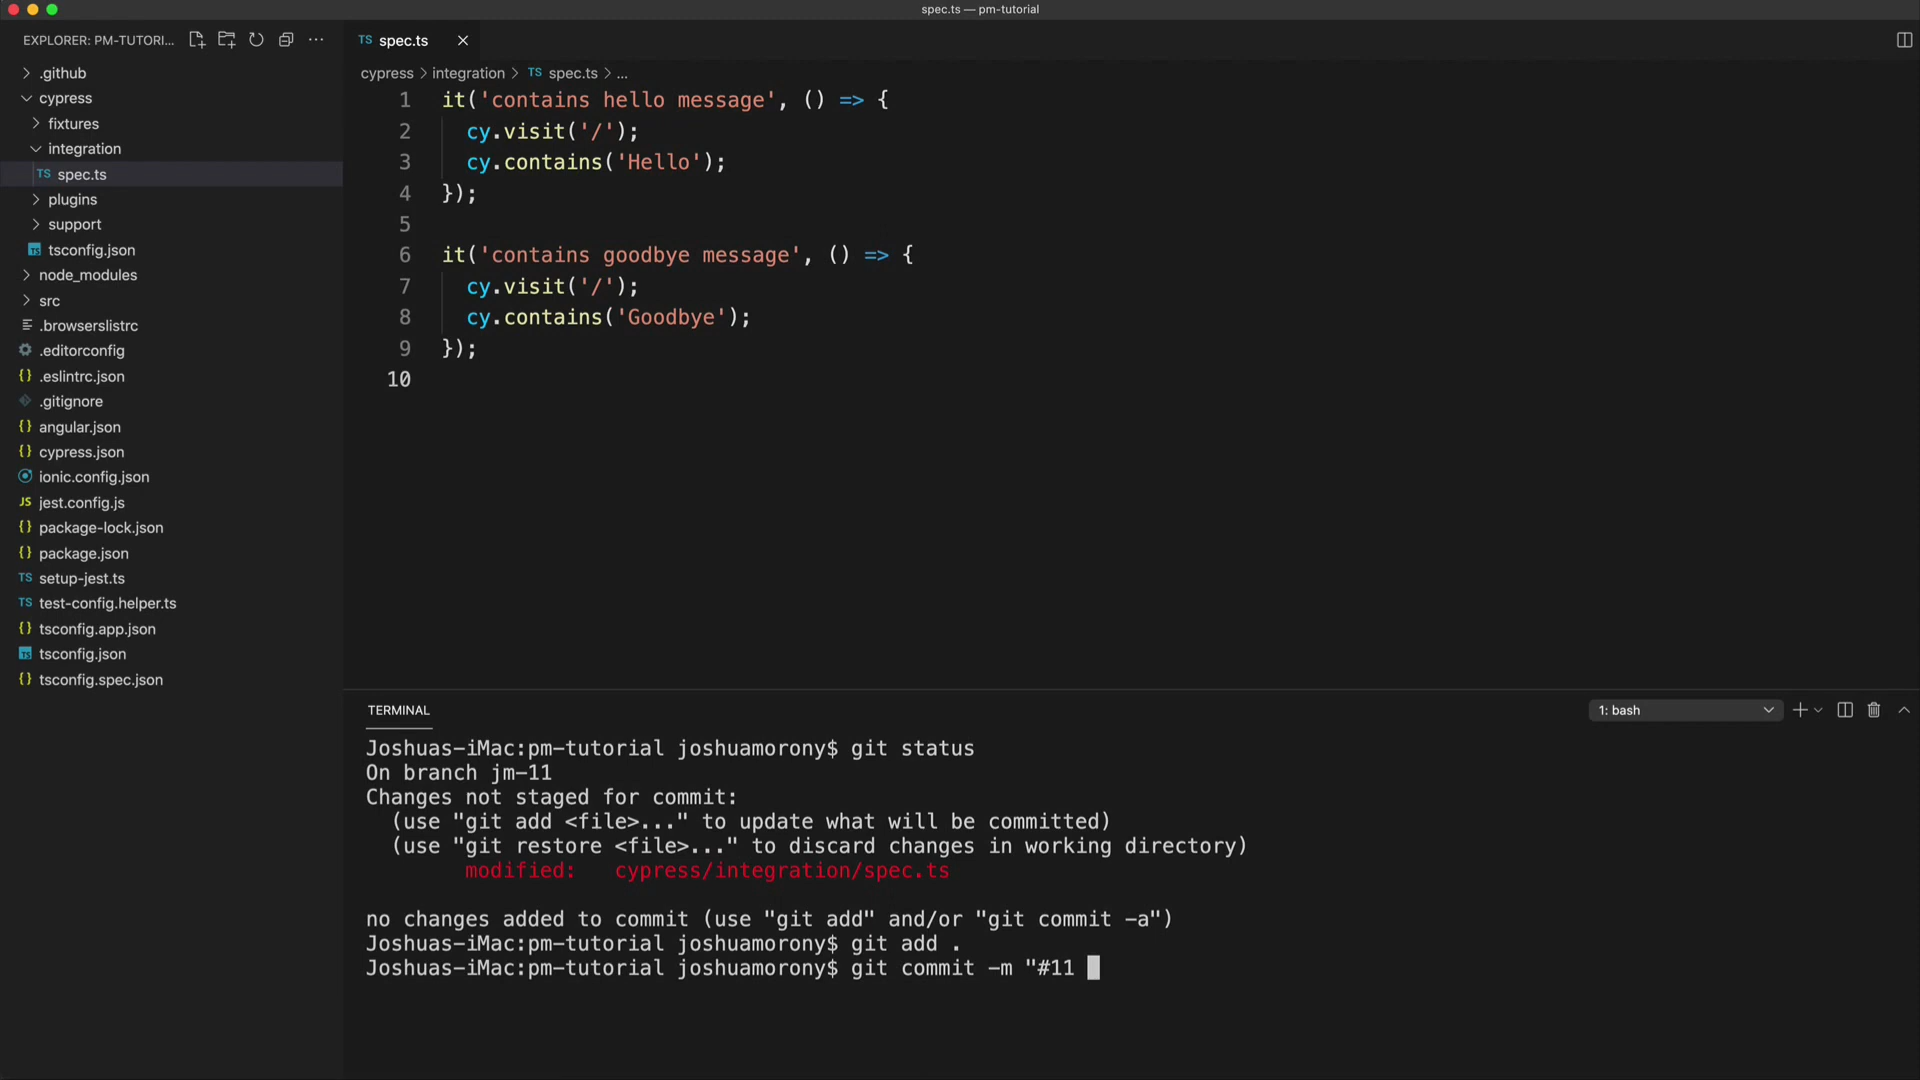 spec.ts — pm-tutorial
EXPLORER: PM-TUTORI...
.github
cypress
fixtures
integration
TS spec.ts
plugins
support
TS tsconfig.json
node_modules
src
.browserslistrc
.editorconfig
{} .eslintrc.json
.gitignore
{} angular.json
{} cypress.json
ionic.config.json
JS jest.config.js
{} package-lock.json
{} package.json
TS setup-jest.ts
TS test-config.helper.ts
{} tsconfig.app.json
TS tsconfig.json
{} tsconfig.spec.json
TS spec.ts
cypress > integration > TS spec.ts > ...
1 it('contains hello message', () => {
2 cy.visit('/');
3 cy.contains('Hello');
4 });
5
6 it('contains goodbye message', () => {
7 cy.visit('/');
8 cy.contains('Goodbye');
9 });
10
TERMINAL
1: bash
Joshuas-iMac:pm-tutorial joshuamorony$ git status
On branch jm-11
Changes not staged for commit:
(use "git add <file>..." to update what will be committed)
(use "git restore <file>..." to discard changes in working directory)
modified: cypress/integration/spec.ts
no changes added to commit (use "git add" and/or "git commit -a")
Joshuas-iMac:pm-tutorial joshuamorony$ git add .
Joshuas-iMac:pm-tutorial joshuamorony$ git commit -m "#11